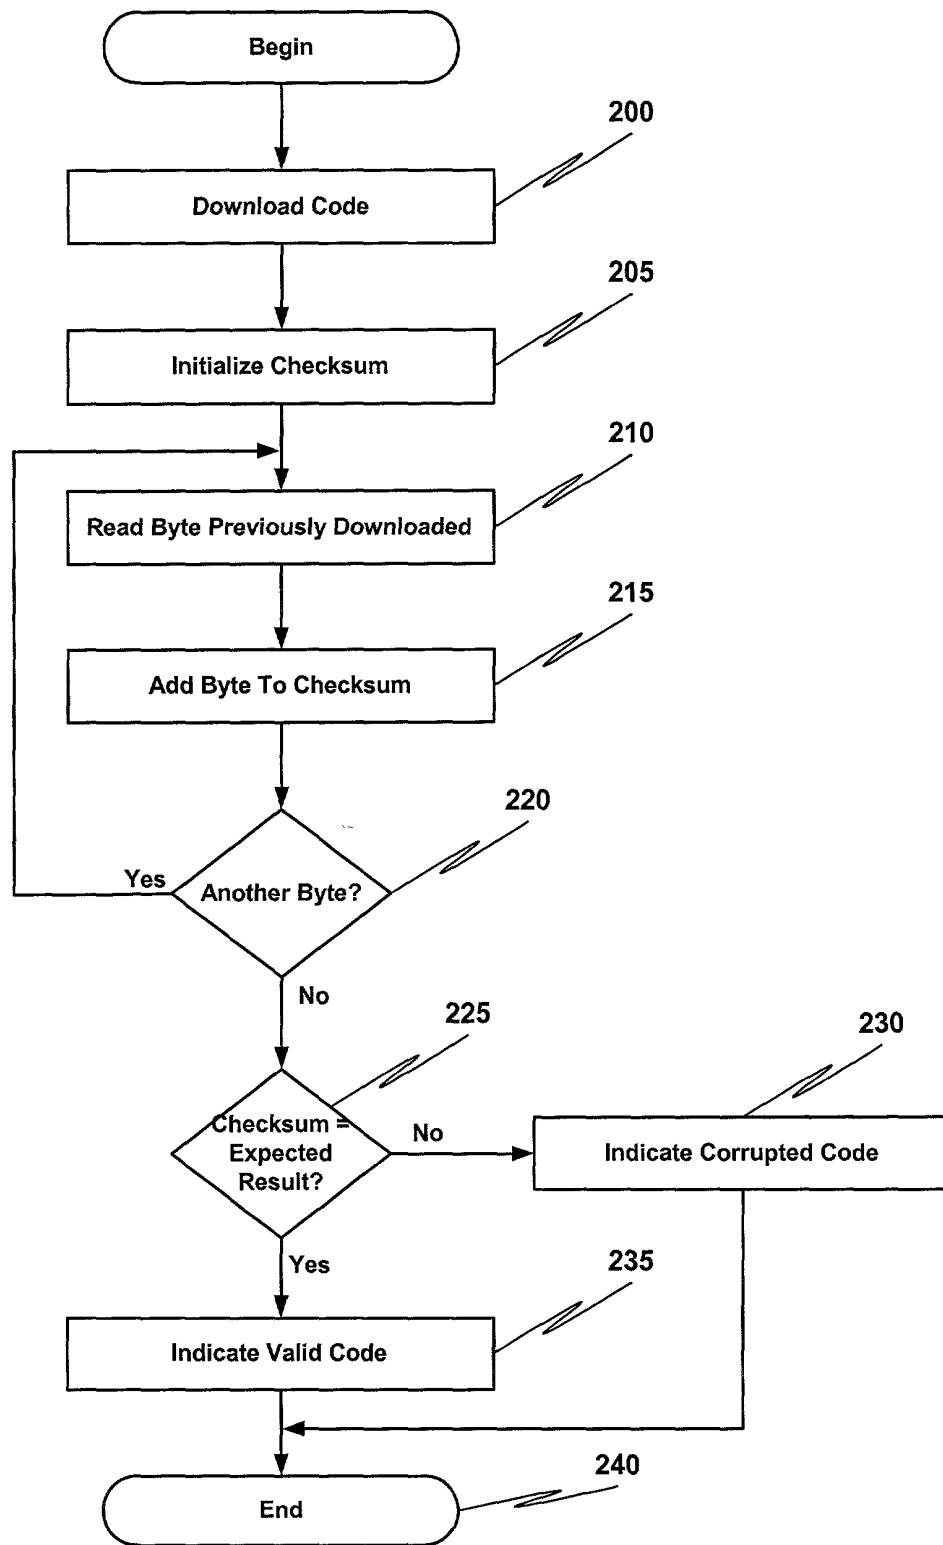 Begin
200
Download Code
205
Initialize Checksum
210
Read Byte Previously Downloaded
215
Add Byte To Checksum
220
Yes
Another Byte?
No
225
230
Checksum =
Expected
Result?
No
Indicate Corrupted Code
Yes
235
Indicate Valid Code
240
End